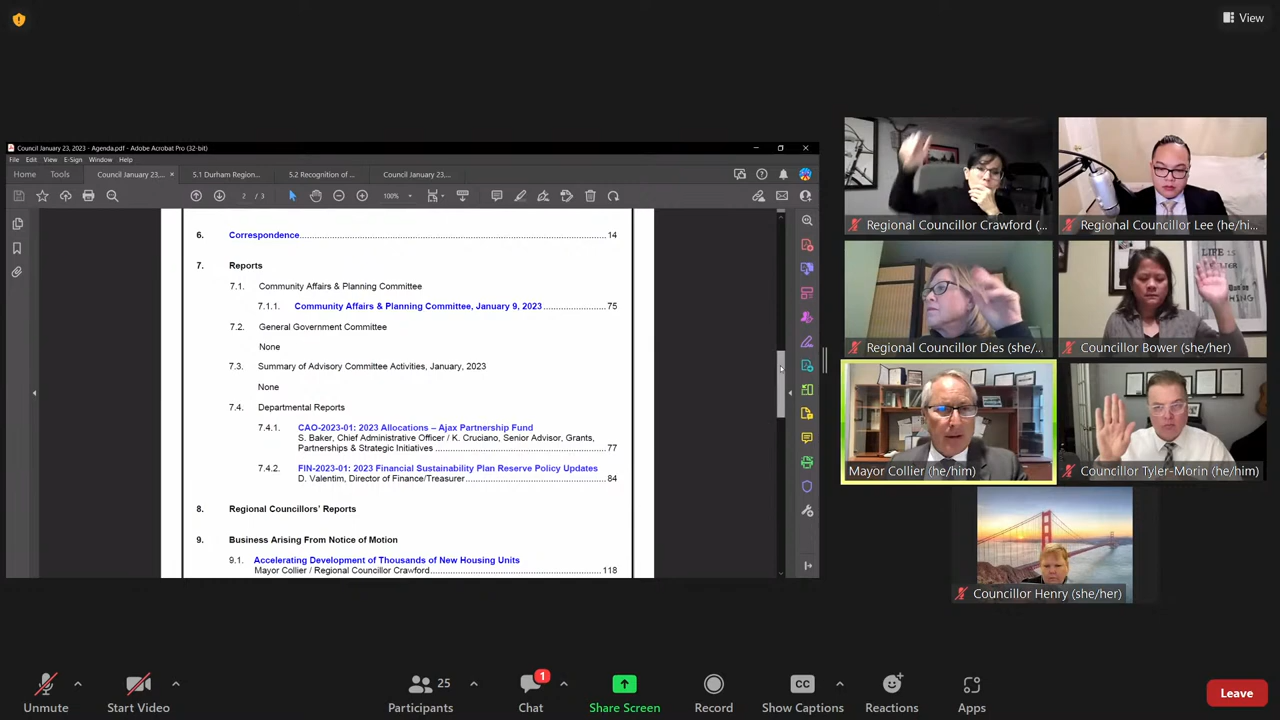 View
Council January 23, 2023 - Agenda.pdf - Adobe Acrobat Pro (32-bit)
File Edit View E-Sign Window Help
Home Tools Council January 23,... × 5.1 Durham Region... 5.2 Recognition of ... Council January 23,...
2 / 3 100%
6. Correspondence 14
7. Reports
7.1. Community Affairs & Planning Committee
7.1.1. Community Affairs & Planning Committee, January 9, 2023 75
7.2. General Government Committee
None
7.3. Summary of Advisory Committee Activities, January, 2023
None
7.4. Departmental Reports
7.4.1. CAO-2023-01: 2023 Allocations – Ajax Partnership Fund
S. Baker, Chief Administrative Officer / K. Cruciano, Senior Advisor, Grants,
Partnerships & Strategic Initiatives 77
7.4.2. FIN-2023-01: 2023 Financial Sustainability Plan Reserve Policy Updates
D. Valentim, Director of Finance/Treasurer 84
8. Regional Councillors' Reports
9. Business Arising From Notice of Motion
9.1. Accelerating Development of Thousands of New Housing Units
Mayor Collier / Regional Councillor Crawford 118
Regional Councillor Crawford (...
Regional Councillor Lee (he/hi...
Regional Councillor Dies (she/...
LIFE IS
Councillor Bower (she/her)
Mayor Collier (he/him)
Councillor Tyler-Morin (he/him)
Councillor Henry (she/her)
Unmute
Start Video
25
Participants
1
Chat
Share Screen
Record
CC
Show Captions
Reactions
Apps
Leave